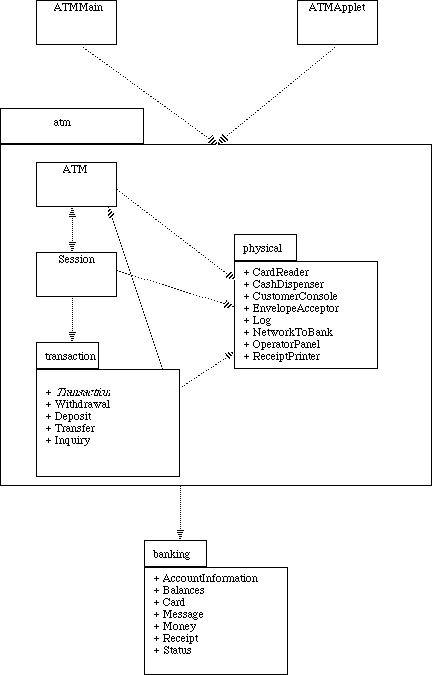 ATMMain
ATMApplet
atm
ATM
physical
+ CardReader
+ CashDispenser
+ CustomerConsole
+ EnvelopeAcceptor
+ Log
+ NetworkToBank
+ OperatorPanel
+ ReceiptPrinter
Session
transaction
+ Transaction
+ Withdrawal
+ Deposit
+ Transfer
+ Inquiry
banking
+ AccountInformation
+ Balances
+ Card
+ Message
+ Money
+ Receipt
+ Status